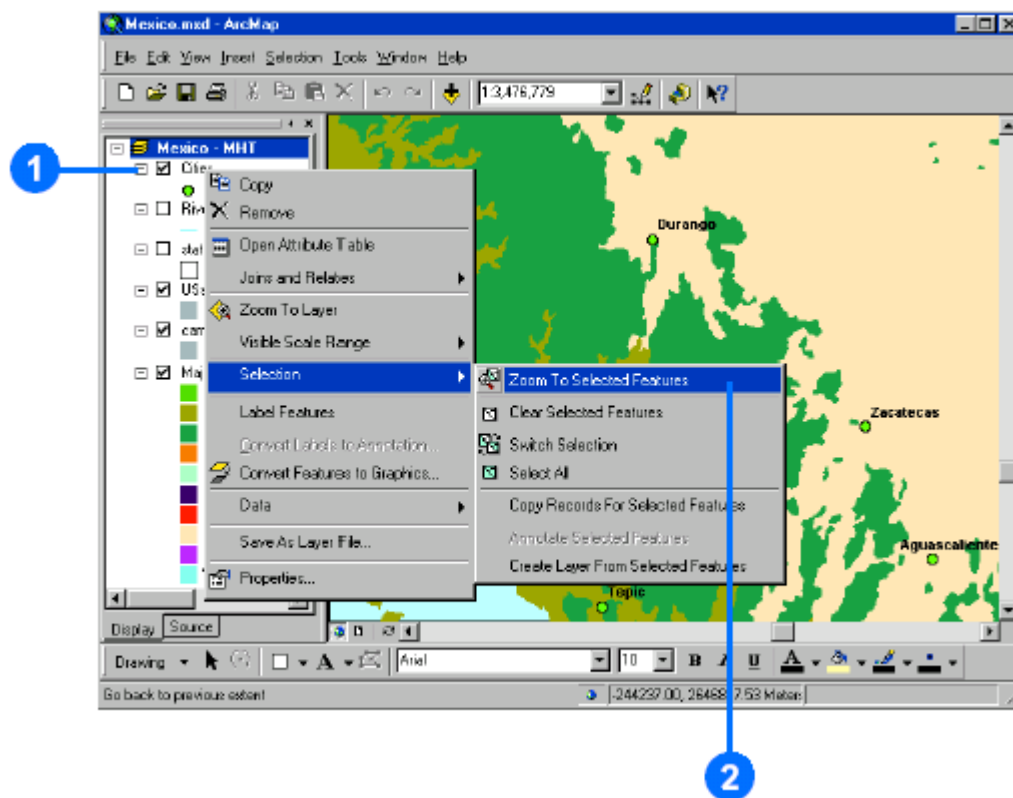 Mexico.mxd - ArcMap
File Edit View Insert Selection Tools Window Help
1:3,476,779
Mexico - MHT
1
Cities
Copy
Remove
Open Attribute Table
Joins and Relates
Zoom To Layer
Visible Scale Range
Selection
Label Features
Convert Labels to Annotation...
Convert Features to Graphics...
Data
Save As Layer File...
Properties...
Zoom To Selected Features
Clear Selected Features
Switch Selection
Select All
Copy Records For Selected Features
Annotate Selected Features
Create Layer From Selected Features
Durango
Zacatecas
Aguascaliente
Tepic
Display Source
Drawing A Arial 10 B I U A
Go back to previous extent
Meters
2